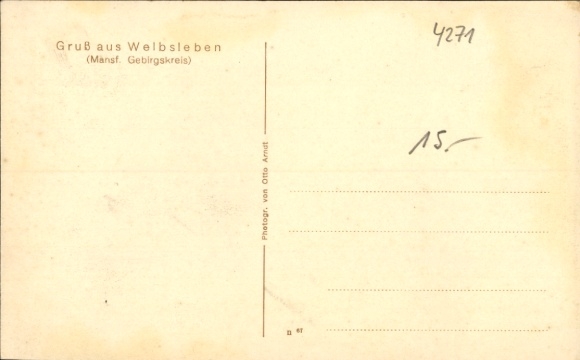 Gruß aus Welbsleben
(Mansf. Gebirgskreis)
4271
15.-
Photogr. von Otto Arndt
D 67